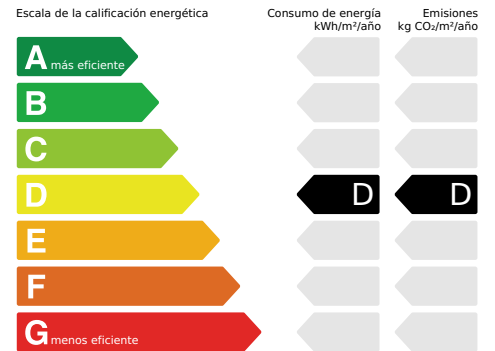 Escala de la calificación energética
Consumo de energía
kWh/m²/año
Emisiones
kg CO₂/m²/año
A más eficiente
B
C
D D D
E
F
G menos eficiente